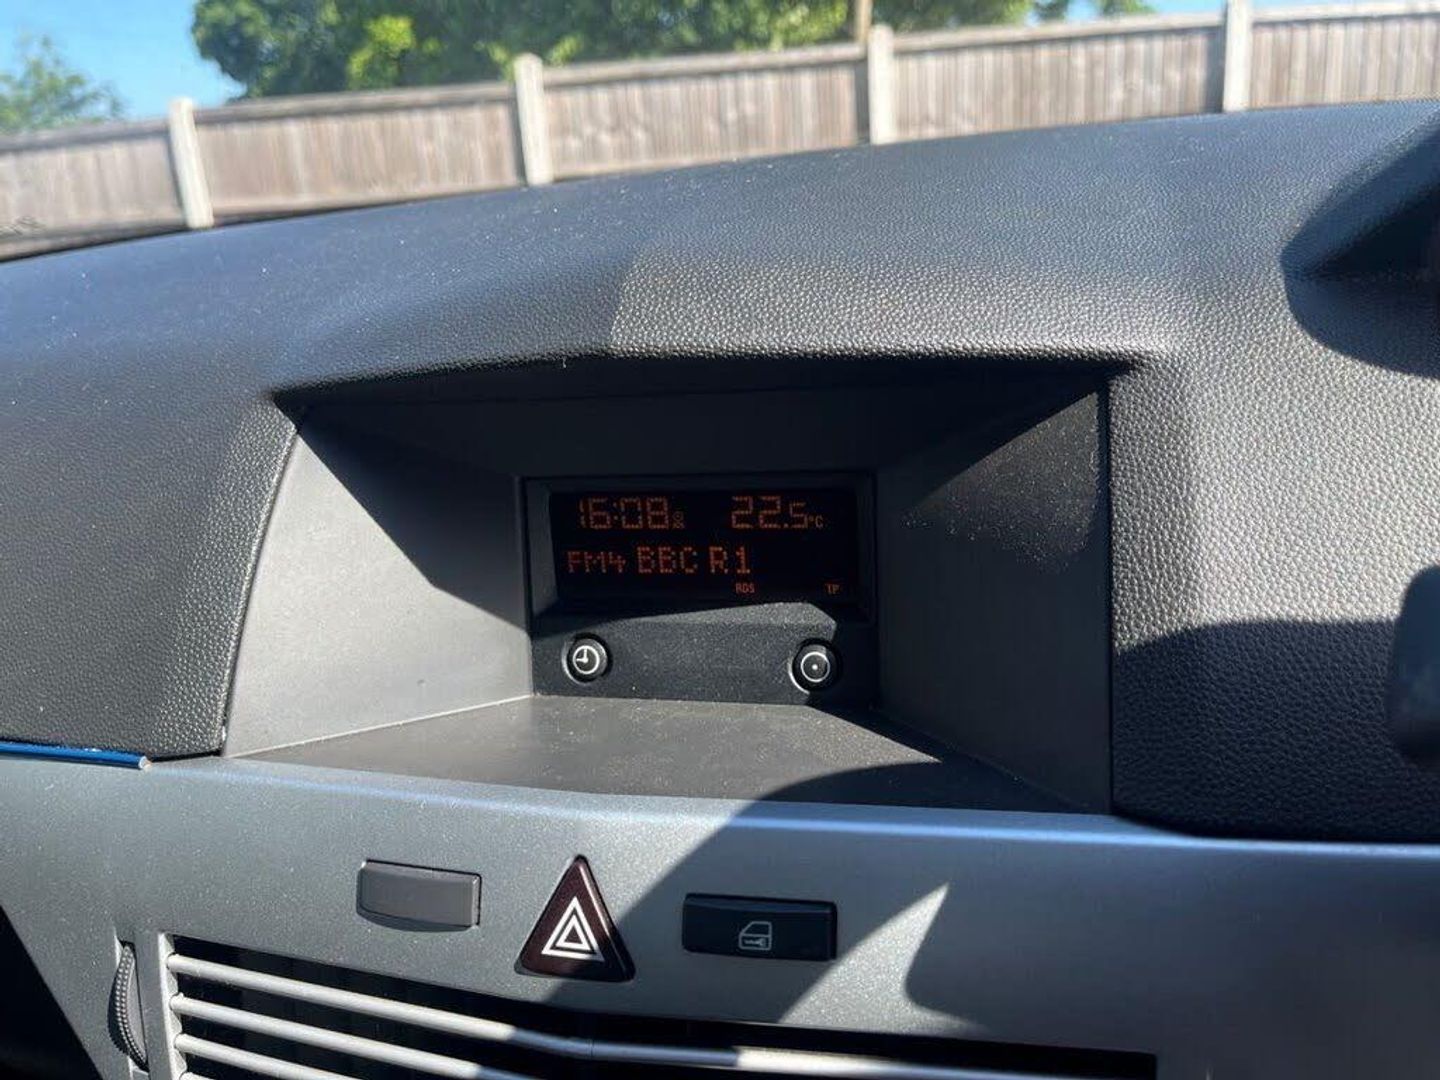 16:08 22.5°C
FM4 BBC R1
RDS TP